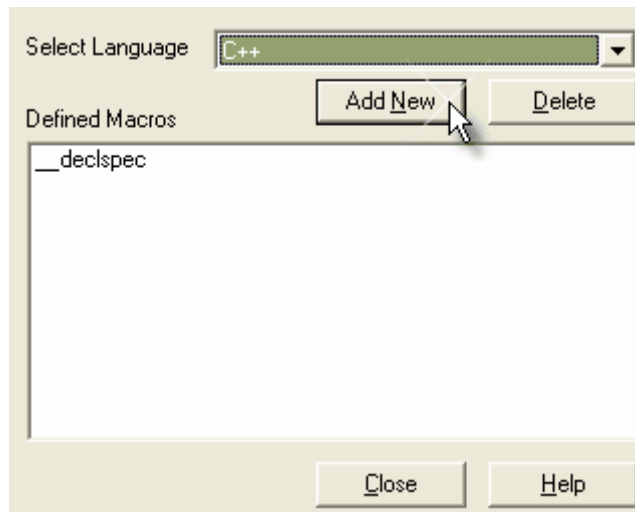 Select Language C++
Add New Delete
Defined Macros
__declspec
Close Help